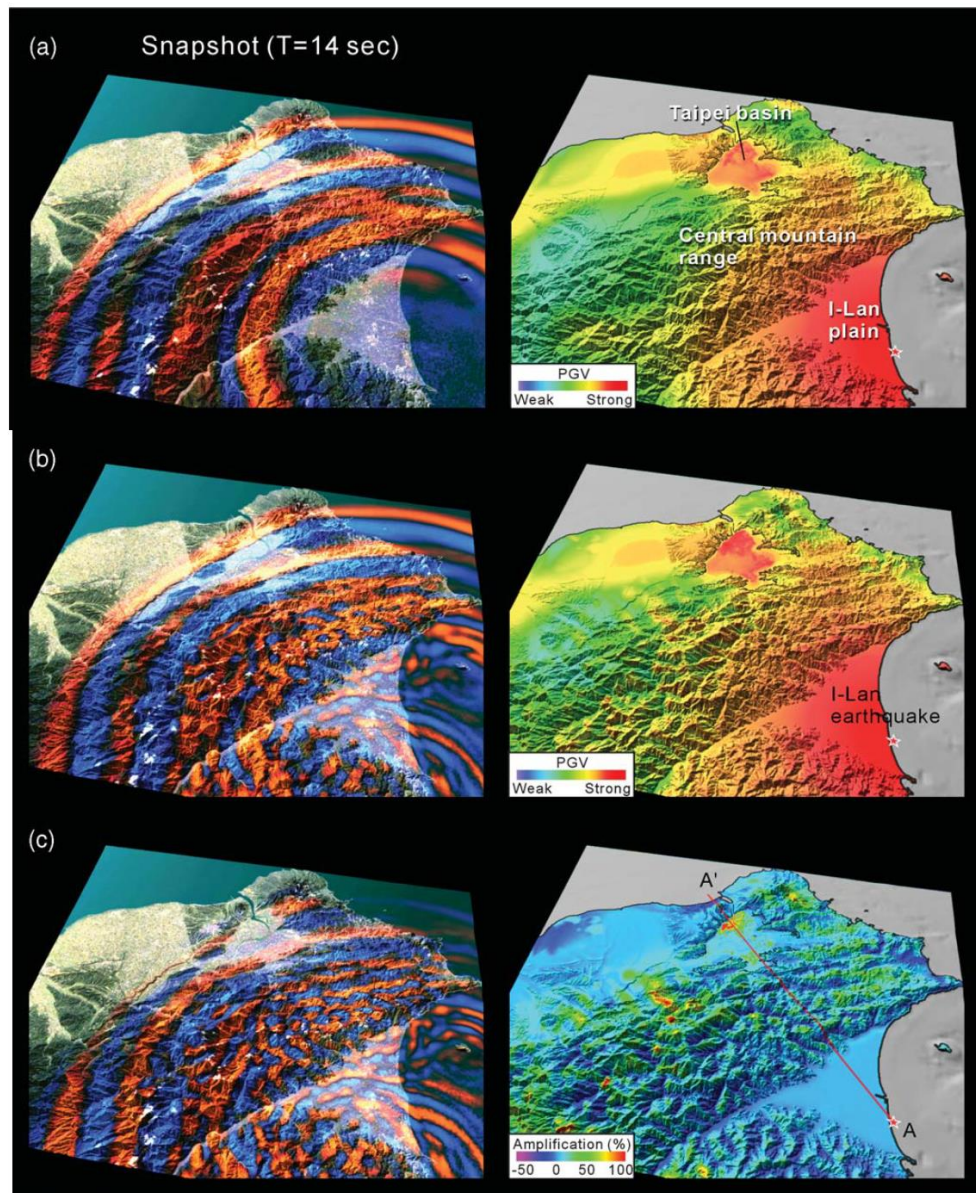 (a) Snapshot (T=14 sec)
Taipei basin
Central mountain
range
I-Lan
plain
PGV
Weak Strong
(b)
I-Lan
earthquake
PGV
Weak Strong
(c)
A'
A
Amplification (%)
-50 0 50 100